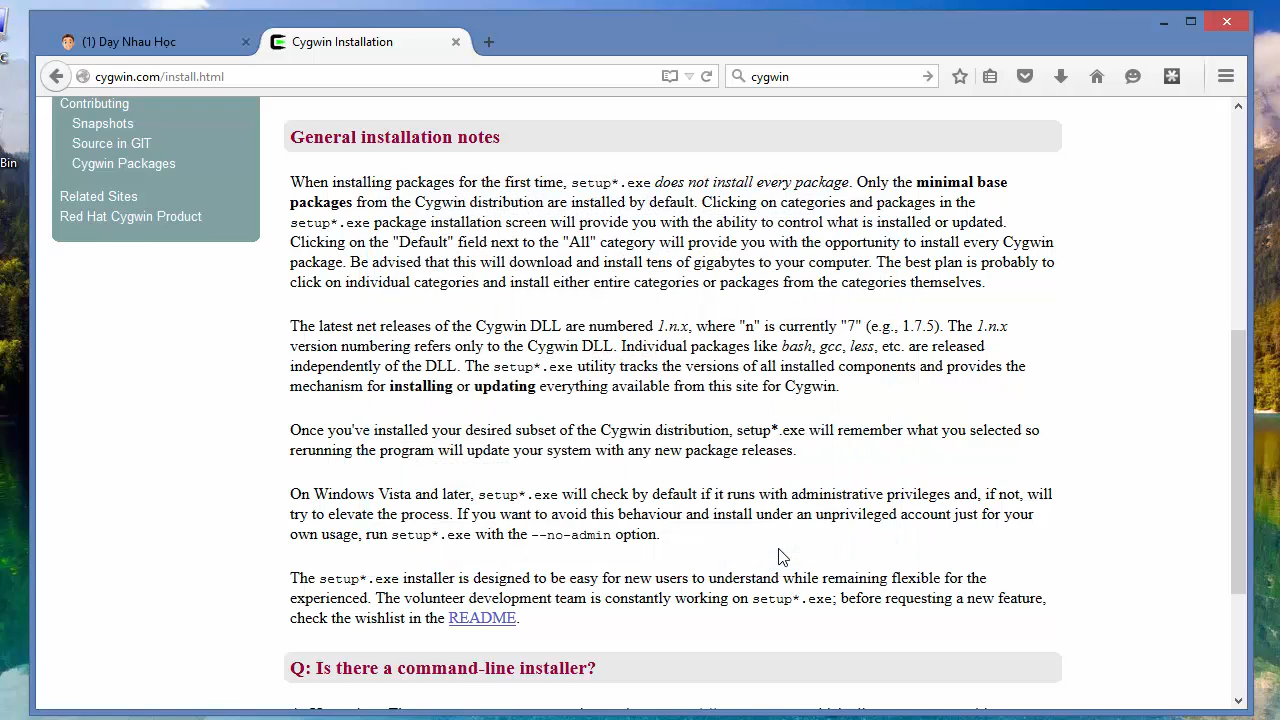 (1) Dạy Nhau Học
Cygwin Installation
cygwin.com/install.html
cygwin
Bin
Contributing
Snapshots
Source in GIT
Cygwin Packages
Related Sites
Red Hat Cygwin Product
General installation notes
When installing packages for the first time, setup*.exe does not install every package. Only the minimal base
packages from the Cygwin distribution are installed by default. Clicking on categories and packages in the
setup*.exe package installation screen will provide you with the ability to control what is installed or updated.
Clicking on the "Default" field next to the "All" category will provide you with the opportunity to install every Cygwin
package. Be advised that this will download and install tens of gigabytes to your computer. The best plan is probably to
click on individual categories and install either entire categories or packages from the categories themselves.
The latest net releases of the Cygwin DLL are numbered 1.n.x, where "n" is currently "7" (e.g., 1.7.5). The 1.n.x
version numbering refers only to the Cygwin DLL. Individual packages like bash, gcc, less, etc. are released
independently of the DLL. The setup*.exe utility tracks the versions of all installed components and provides the
mechanism for installing or updating everything available from this site for Cygwin.
Once you've installed your desired subset of the Cygwin distribution, setup*.exe will remember what you selected so
rerunning the program will update your system with any new package releases.
On Windows Vista and later, setup*.exe will check by default if it runs with administrative privileges and, if not, will
try to elevate the process. If you want to avoid this behaviour and install under an unprivileged account just for your
own usage, run setup*.exe with the --no-admin option.
The setup*.exe installer is designed to be easy for new users to understand while remaining flexible for the
experienced. The volunteer development team is constantly working on setup*.exe; before requesting a new feature,
check the wishlist in the README.
Q: Is there a command-line installer?